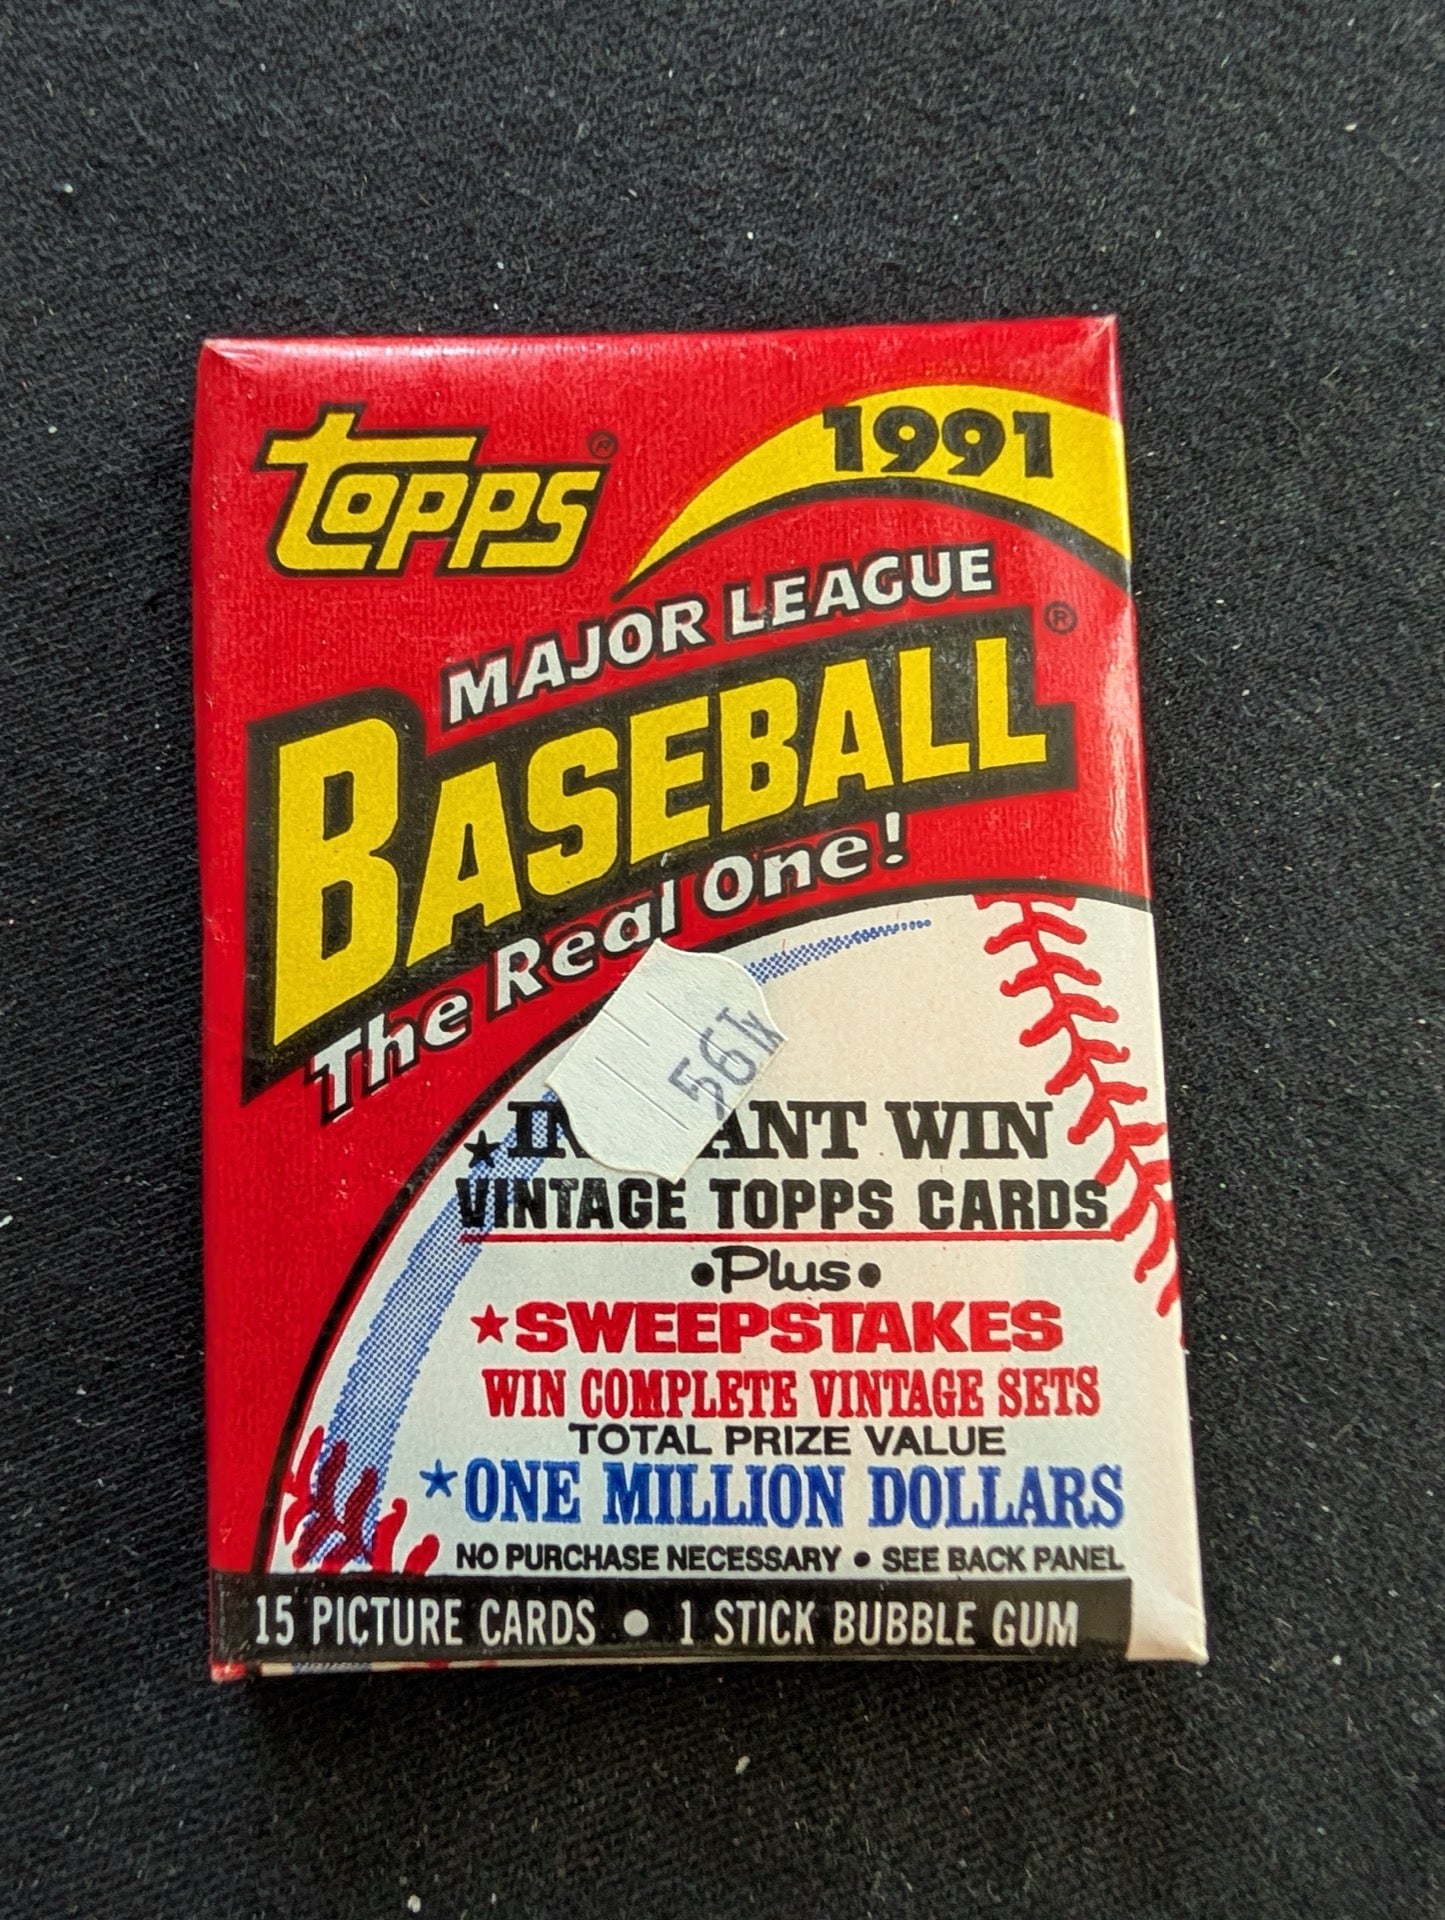 topps®
1991
MAJOR LEAGUE
BASEBALL®
The Real One!
WIN
VINTAGE TOPPS CARDS
•Plus•
★SWEEPSTAKES
WIN COMPLETE VINTAGE SETS
TOTAL PRIZE VALUE
★ONE MILLION DOLLARS
NO PURCHASE NECESSARY • SEE BACK PANEL
15 PICTURE CARDS • 1 STICK BUBBLE GUM